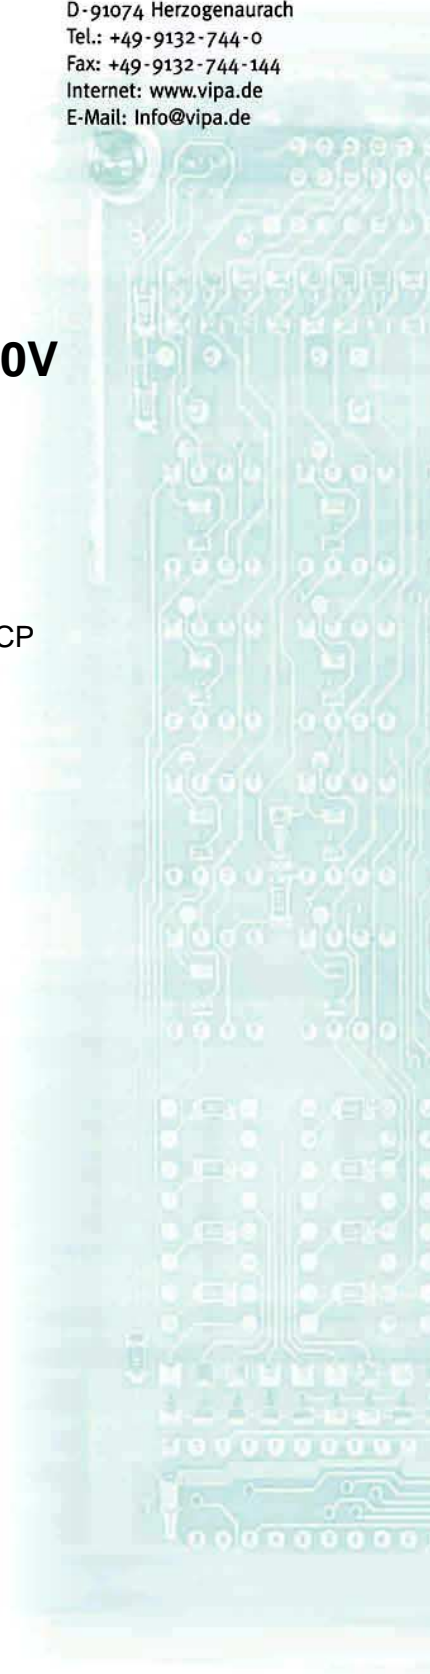 D-91074 Herzogenaurach
Tel.: +49-9132-744-0
Fax: +49-9132-744-144
Internet: www.vipa.de
E-Mail: Info@vipa.de
0V
CP